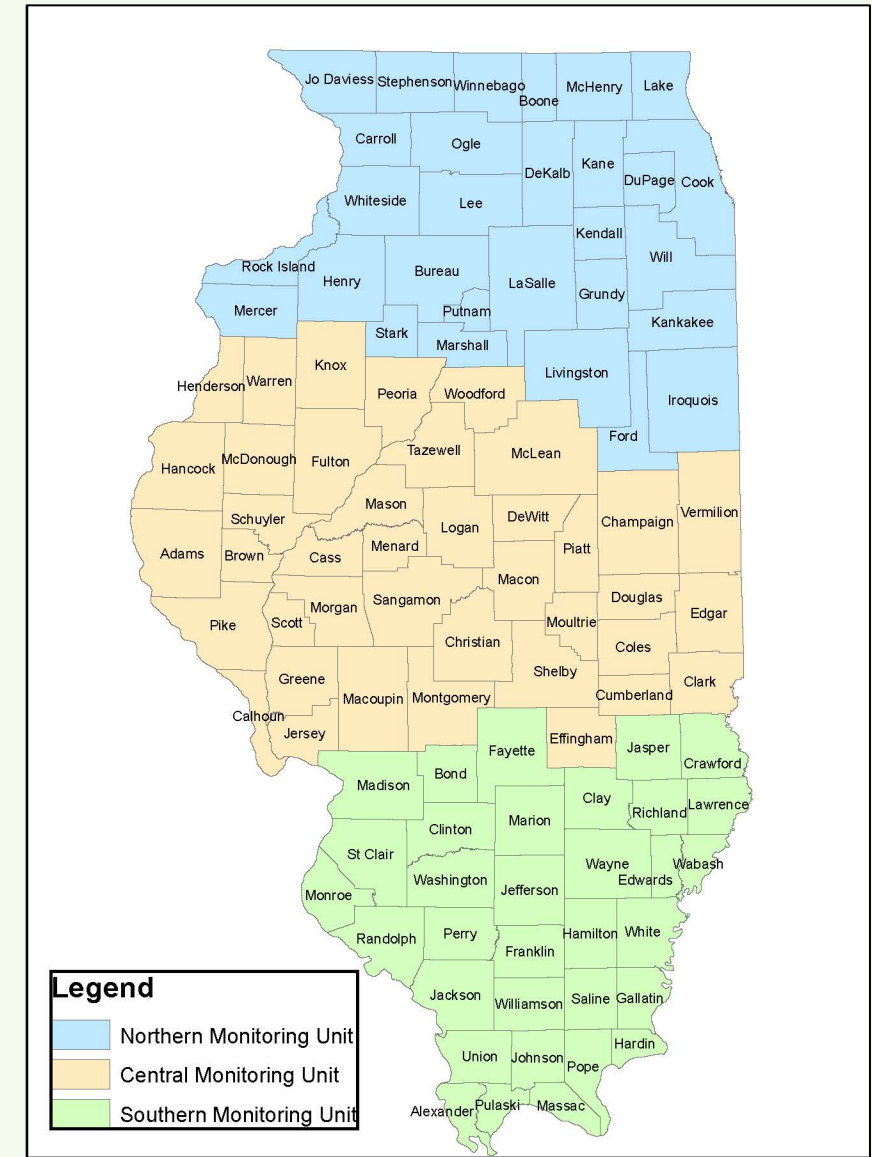 Jo Daviess
Stephenson
Winnebago
Boone
McHenry
Lake
Carroll
Ogle
DeKalb
Kane
DuPage
Cook
Whiteside
Lee
Kendall
Will
Rock Island
Henry
Bureau
LaSalle
Grundy
Mercer
Putnam
Kankakee
Stark
Marshall
Livingston
Iroquois
Ford
Henderson
Warren
Knox
Peoria
Woodford
Hancock
McDonough
Fulton
Tazewell
McLean
Schuyler
Mason
Logan
DeWitt
Champaign
Vermilion
Adams
Brown
Cass
Menard
Piatt
Macon
Pike
Scott
Morgan
Sangamon
Moultrie
Douglas
Edgar
Christian
Coles
Greene
Macoupin
Montgomery
Shelby
Cumberland
Clark
Calhoun
Jersey
Effingham
Fayette
Jasper
Crawford
Madison
Bond
Clay
Richland
Lawrence
Clinton
Marion
St Clair
Washington
Jefferson
Wayne
Edwards
Wabash
Monroe
Randolph
Perry
Franklin
Hamilton
White
Jackson
Williamson
Saline
Gallatin
Union
Johnson
Pope
Hardin
Alexander
Pulaski
Massac
Legend
Northern Monitoring Unit
Central Monitoring Unit
Southern Monitoring Unit